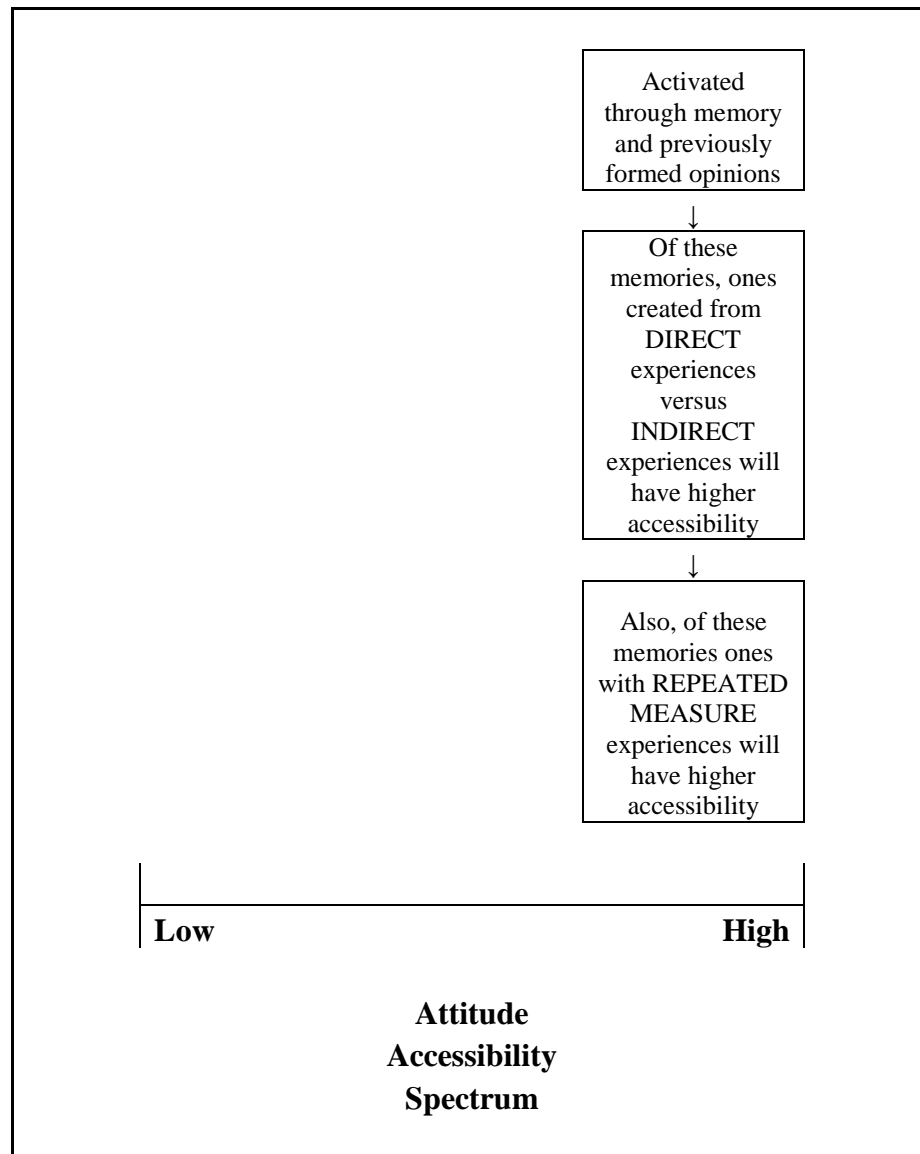 Activated
through memory
and previously
formed opinions
↓
Of these
memories, ones
created from
DIRECT
experiences
versus
INDIRECT
experiences will
have higher
accessibility
↓
Also, of these
memories ones
with REPEATED
MEASURE
experiences will
have higher
accessibility
Low High
Attitude
Accessibility
Spectrum